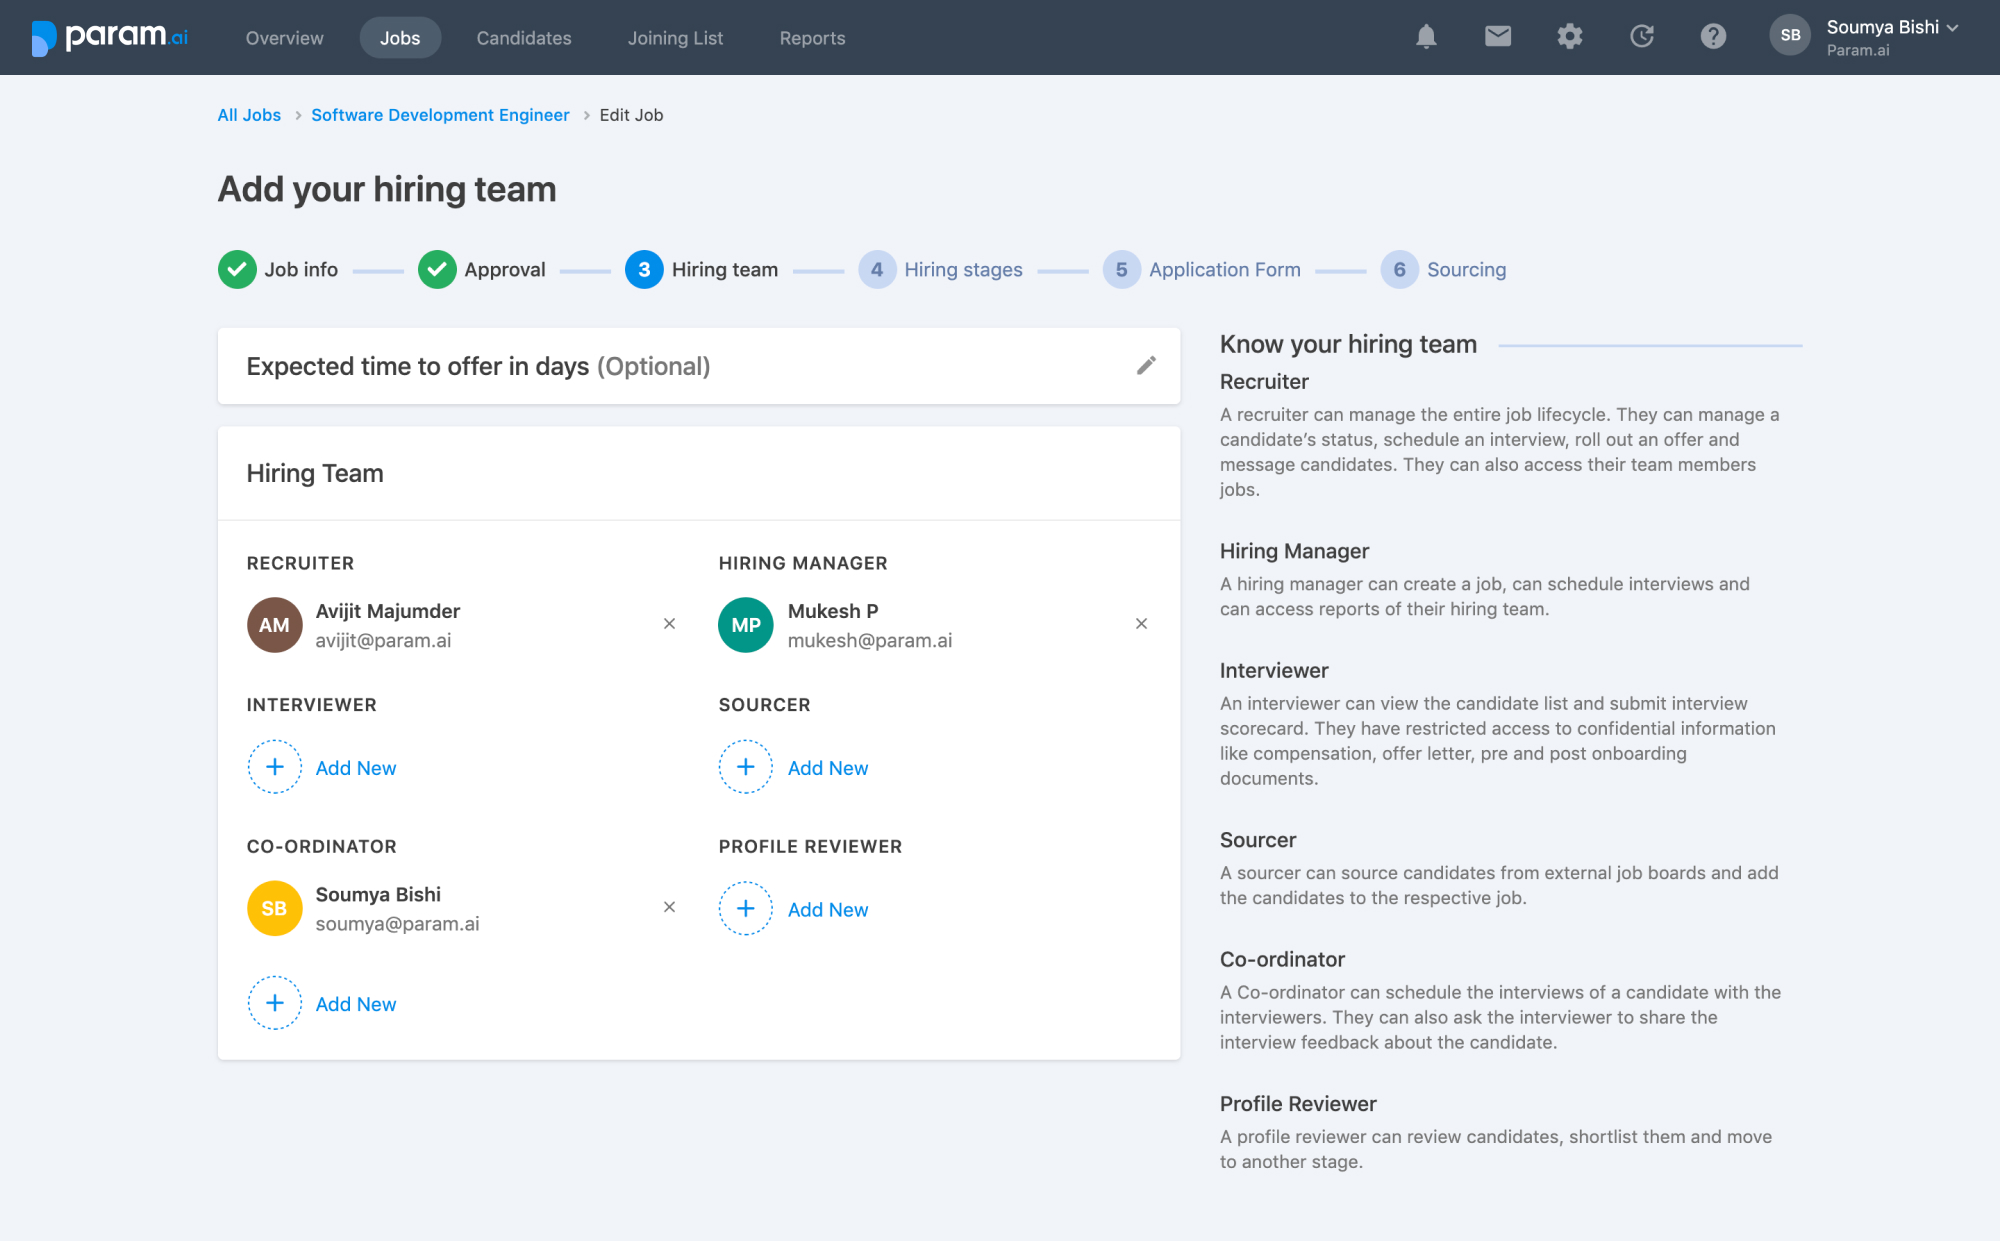 param.ai
Overview
Jobs
Candidates
Joining List
Reports
SB
Soumya Bishi
Param.ai
All Jobs > Software Development Engineer > Edit Job
Add your hiring team
Job info
Approval
3 Hiring team
4 Hiring stages
5 Application Form
6 Sourcing
Expected time to offer in days (Optional)
Hiring Team
RECRUITER
AM
Avijit Majumder
avijit@param.ai
HIRING MANAGER
MP
Mukesh P
mukesh@param.ai
INTERVIEWER
Add New
SOURCER
Add New
CO-ORDINATOR
SB
Soumya Bishi
soumya@param.ai
Add New
PROFILE REVIEWER
Add New
Know your hiring team
Recruiter
A recruiter can manage the entire job lifecycle. They can manage a
candidate’s status, schedule an interview, roll out an offer and
message candidates. They can also access their team members
jobs.
Hiring Manager
A hiring manager can create a job, can schedule interviews and
can access reports of their hiring team.
Interviewer
An interviewer can view the candidate list and submit interview
scorecard. They have restricted access to confidential information
like compensation, offer letter, pre and post onboarding
documents.
Sourcer
A sourcer can source candidates from external job boards and add
the candidates to the respective job.
Co-ordinator
A Co-ordinator can schedule the interviews of a candidate with the
interviewers. They can also ask the interviewer to share the
interview feedback about the candidate.
Profile Reviewer
A profile reviewer can review candidates, shortlist them and move
to another stage.